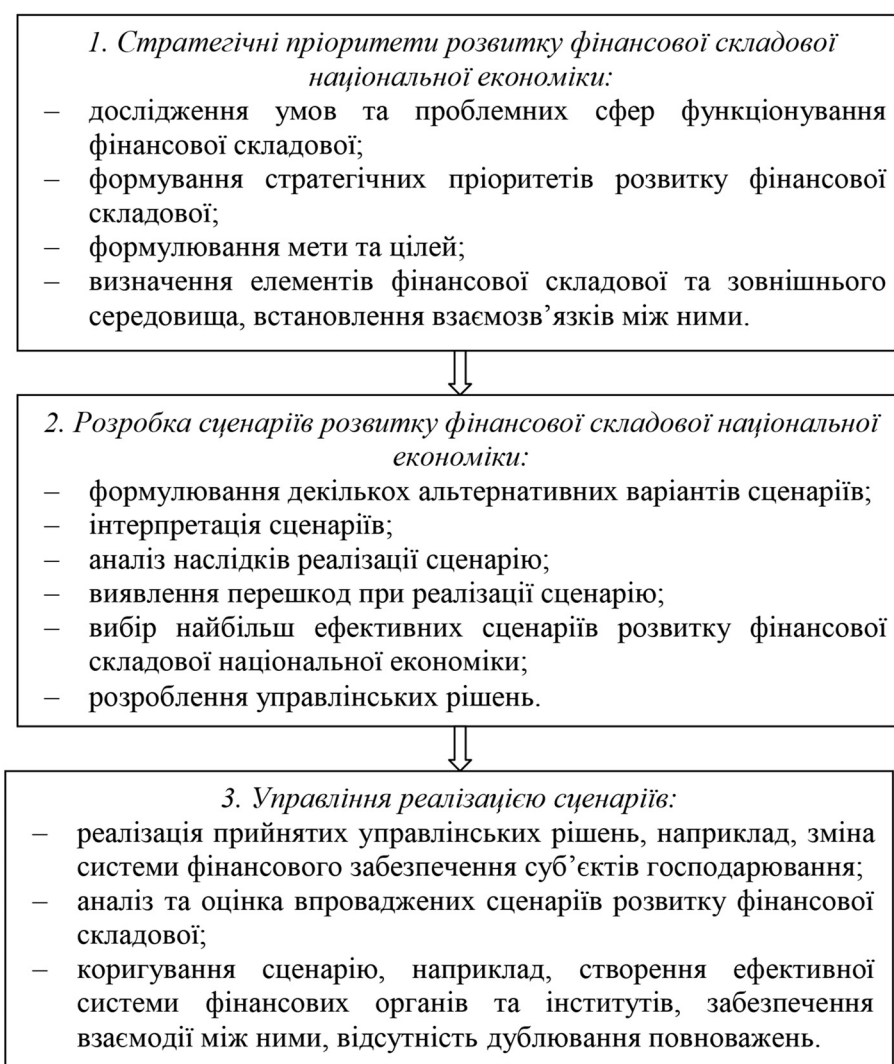 1. Стратегічні пріоритети розвитку фінансової складової
національної економіки:
– дослідження умов та проблемних сфер функціонування
фінансової складової;
– формування стратегічних пріоритетів розвитку фінансової
складової;
– формулювання мети та цілей;
– визначення елементів фінансової складової та зовнішнього
середовища, встановлення взаємозв’язків між ними.
2. Розробка сценаріїв розвитку фінансової складової національної
економіки:
– формулювання декількох альтернативних варіантів сценаріїв;
– інтерпретація сценаріїв;
– аналіз наслідків реалізації сценарію;
– виявлення перешкод при реалізації сценарію;
– вибір найбільш ефективних сценаріїв розвитку фінансової
складової національної економіки;
– розроблення управлінських рішень.
3. Управління реалізацією сценаріїв:
– реалізація прийнятих управлінських рішень, наприклад, зміна
системи фінансового забезпечення суб’єктів господарювання;
– аналіз та оцінка впроваджених сценаріїв розвитку фінансової
складової;
– коригування сценарію, наприклад, створення ефективної
системи фінансових органів та інститутів, забезпечення
взаємодії між ними, відсутність дублювання повноважень.